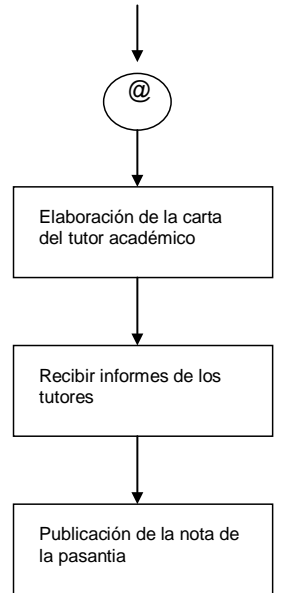 @
Elaboración de la carta
del tutor académico
Recibir informes de los
tutores
Publicación de la nota de
la pasantia